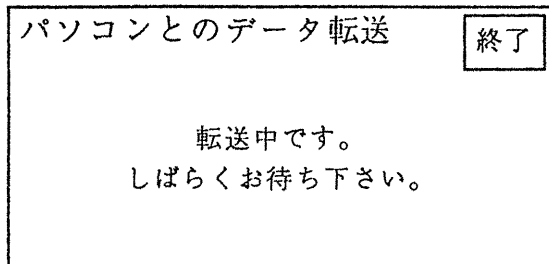 パソコンとのデータ転送
終了
転送中です。
しばらくお待ち下さい。